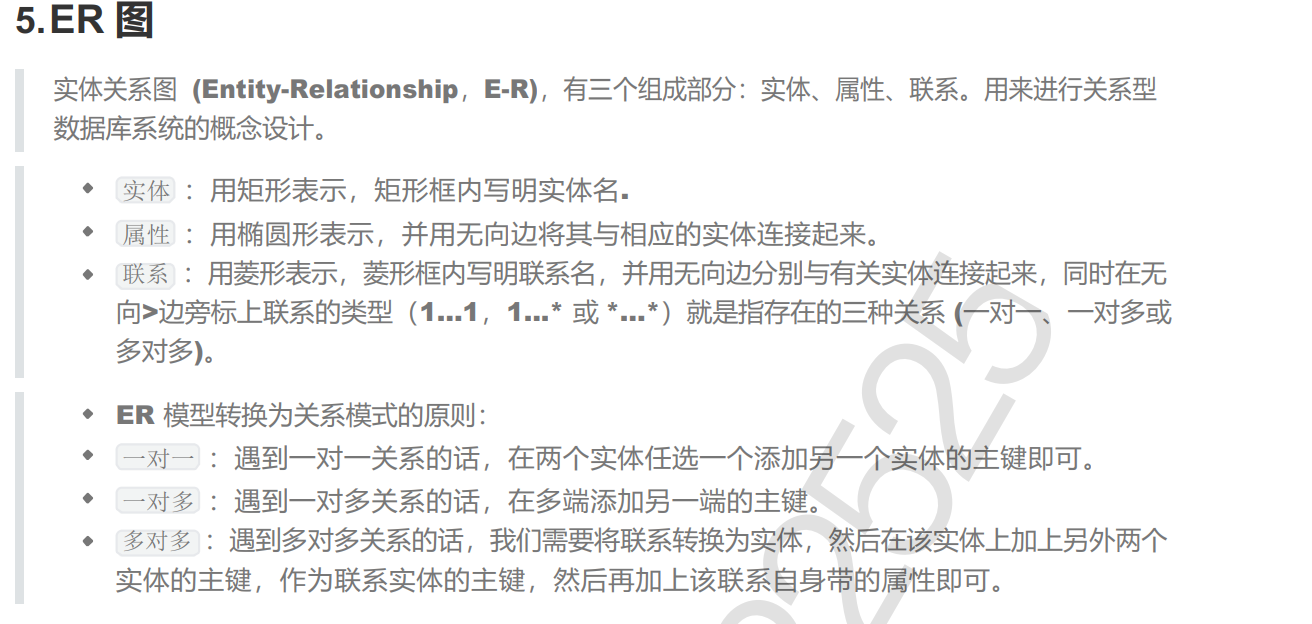 5.ER 图
实体关系图 (Entity-Relationship，E-R)，有三个组成部分：实体、属性、联系。用来进行关系型
数据库系统的概念设计。
实体 ：用矩形表示，矩形框内写明实体名.
属性 ：用椭圆形表示，并用无向边将其与相应的实体连接起来。
联系 ：用菱形表示，菱形框内写明联系名，并用无向边分别与有关实体连接起来，同时在无
向>边旁标上联系的类型（1...1，1...* 或 *...*）就是指存在的三种关系 (一对一、一对多或
多对多)。
ER 模型转换为关系模式的原则：
一对一 ：遇到一对一关系的话，在两个实体任选一个添加另一个实体的主键即可。
一对多 ：遇到一对多关系的话，在多端添加另一端的主键。
多对多 ：遇到多对多关系的话，我们需要将联系转换为实体，然后在该实体上加上另外两个
实体的主键，作为联系实体的主键，然后再加上该联系自身带的属性即可。
2525